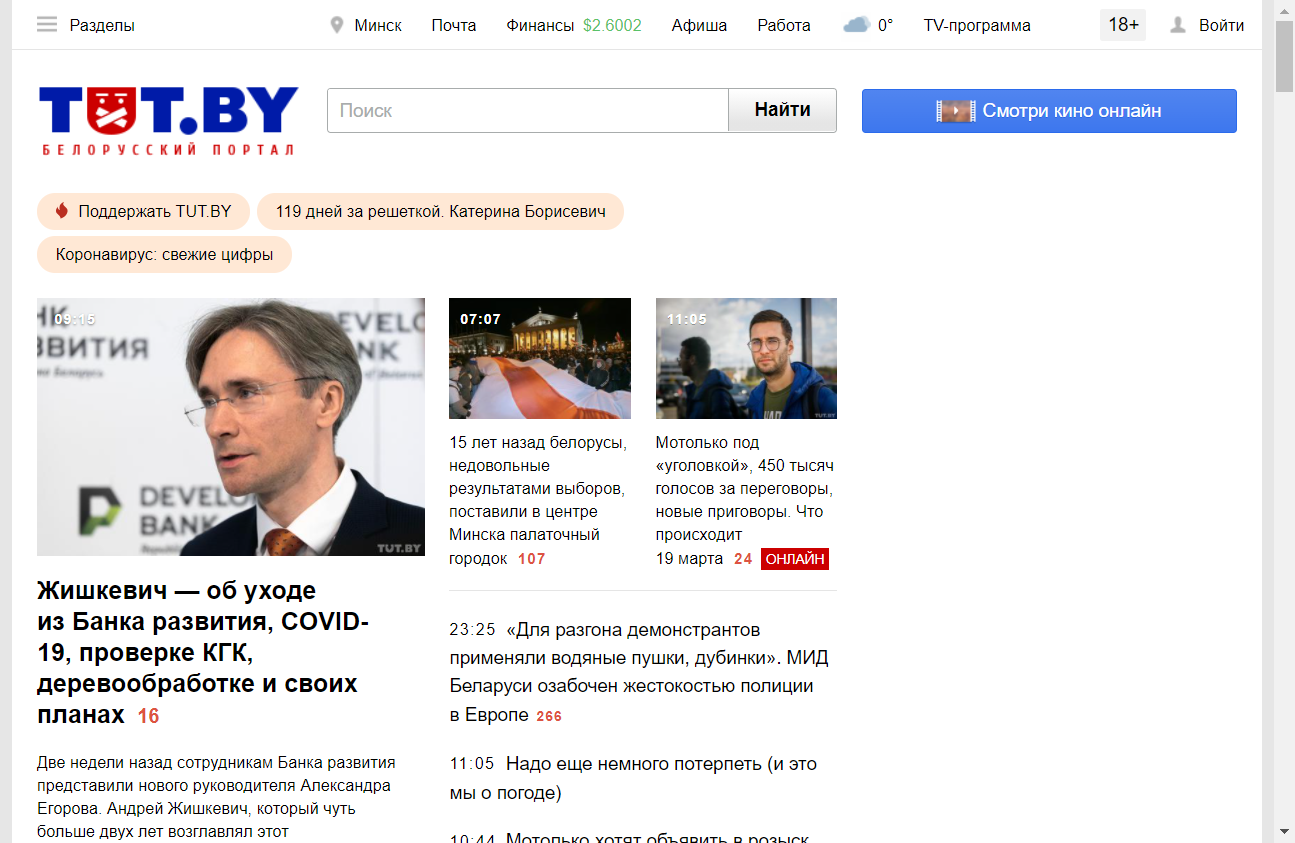 Разделы
Минск
Почта
Финансы $2.6002
Афиша
Работа
0°
TV-программа
18+
Войти
TUT.BY
БЕЛОРУССКИЙ ПОРТАЛ
Поиск
Найти
Смотри кино онлайн
Поддержать TUT.BY
119 дней за решеткой. Катерина Борисевич
Коронавирус: свежие цифры
09:15
DEVELO
BANK
TUT.BY
Жишкевич — об уходе
из Банка развития, COVID-
19, проверке КГК,
деревообработке и своих
планах 16
Две недели назад сотрудникам Банка развития
представили нового руководителя Александра
Егорова. Андрей Жишкевич, который чуть
больше двух лет возглавлял этот
07:07
15 лет назад белорусы,
недовольные
результатами выборов,
поставили в центре
Минска палаточный
городок 107
11:05
TUT.BY
Мотолько под
«уголовкой», 450 тысяч
голосов за переговоры,
новые приговоры. Что
происходит
19 марта 24 ОНЛАЙН
23:25 «Для разгона демонстрантов
применяли водяные пушки, дубинки». МИД
Беларуси озабочен жестокостью полиции
в Европе 266
11:05 Надо еще немного потерпеть (и это
мы о погоде)
10:44 Мотолько хотят объявить в розыск